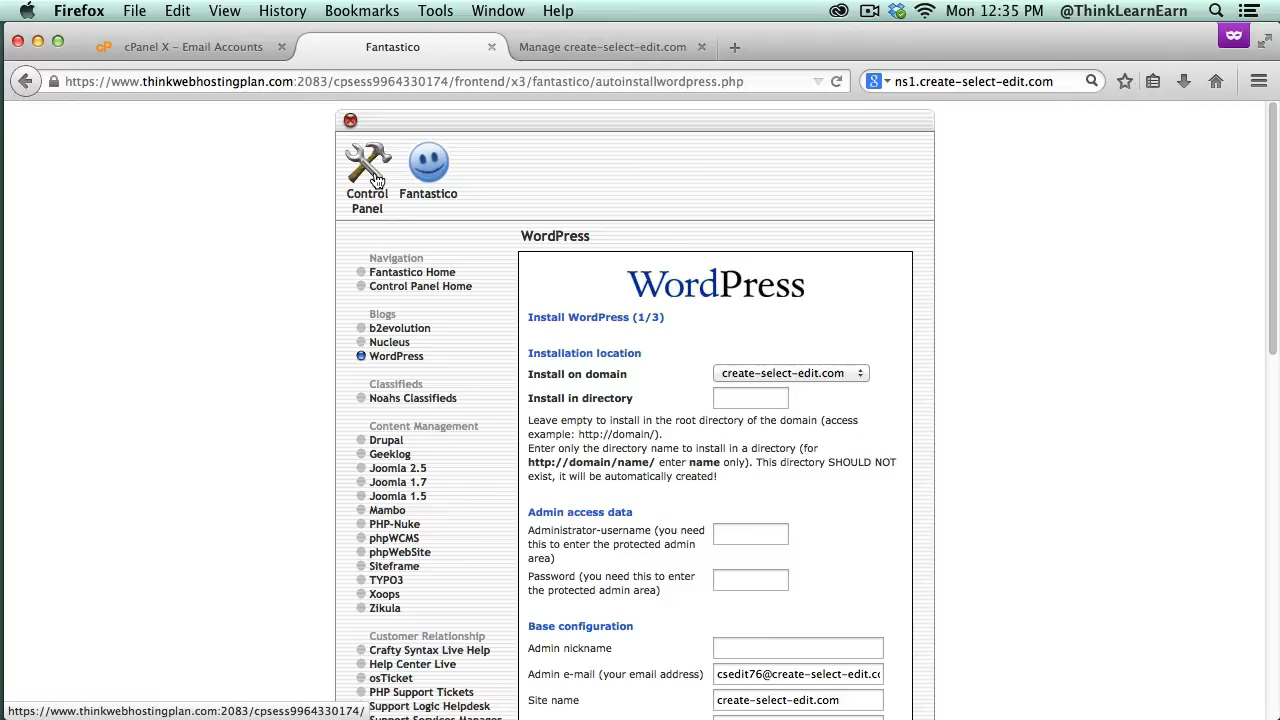 Firefox File Edit View History Bookmarks Tools Window Help Mon 12:35 PM @ThinkLearnEarn
cP cPanel X - Email Accounts Fantastico Manage create-select-edit.com
https://www.thinkwebhostingplan.com:2083/cpsess9964330174/frontend/x3/fantastico/autoinstallwordpress.php
ns1.create-select-edit.com
Control
Panel
Fantastico
WordPress
Navigation
Fantastico Home
Control Panel Home
Blogs
b2evolution
Nucleus
WordPress
Classifieds
Noahs Classifieds
Content Management
Drupal
Geeklog
Joomla 2.5
Joomla 1.7
Joomla 1.5
Mambo
PHP-Nuke
phpWCMS
phpWebSite
Siteframe
TYPO3
Xoops
Zikula
Customer Relationship
Crafty Syntax Live Help
Help Center Live
osTicket
PHP Support Tickets
Support Logic Helpdesk
Support Services Manager
WordPress
Install WordPress (1/3)
Installation location
Install on domain create-select-edit.com
Install in directory
Leave empty to install in the root directory of the domain (access
example: http://domain/).
Enter only the directory name to install in a directory (for
http://domain/name/ enter name only). This directory SHOULD NOT
exist, it will be automatically created!
Admin access data
Administrator-username (you need
this to enter the protected admin
area)
Password (you need this to enter
the protected admin area)
Base configuration
Admin nickname
Admin e-mail (your email address) csedit76@create-select-edit.cc
Site name create-select-edit.com
https://www.thinkwebhostingplan.com:2083/cpsess9964330174/